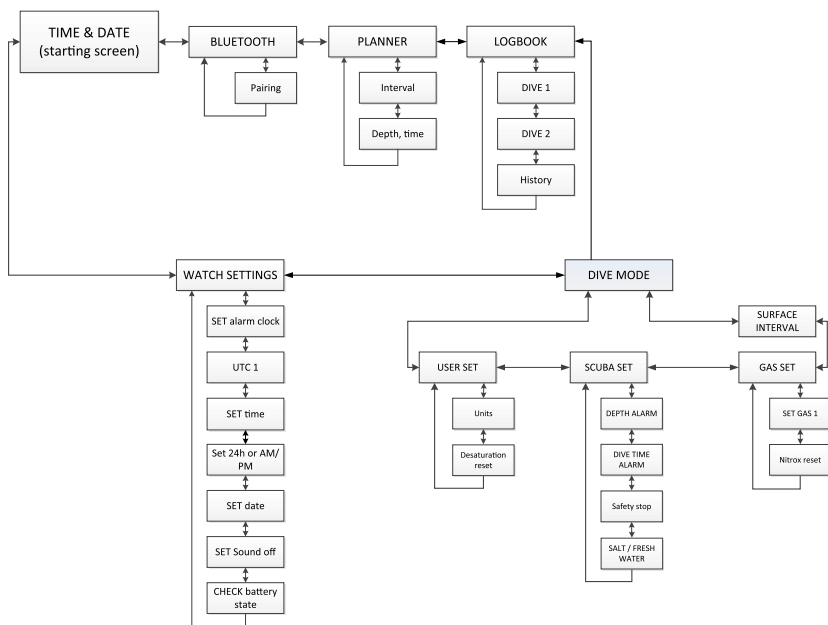 TIME & DATE
(starting screen)
BLUETOOTH
PLANNER
LOGBOOK
Pairing
Interval
DIVE 1
Depth, time
DIVE 2
History
WATCH SETTINGS
DIVE MODE
SET alarm clock
SURFACE
INTERVAL
UTC 1
USER SET
SCUBA SET
GAS SET
SET time
Units
DEPTH ALARM
SET GAS 1
Set 24h or AM/
PM
Desaturation
reset
DIVE TIME
ALARM
Nitrox reset
SET date
Safety stop
SET Sound off
SALT / FRESH
WATER
CHECK battery
state